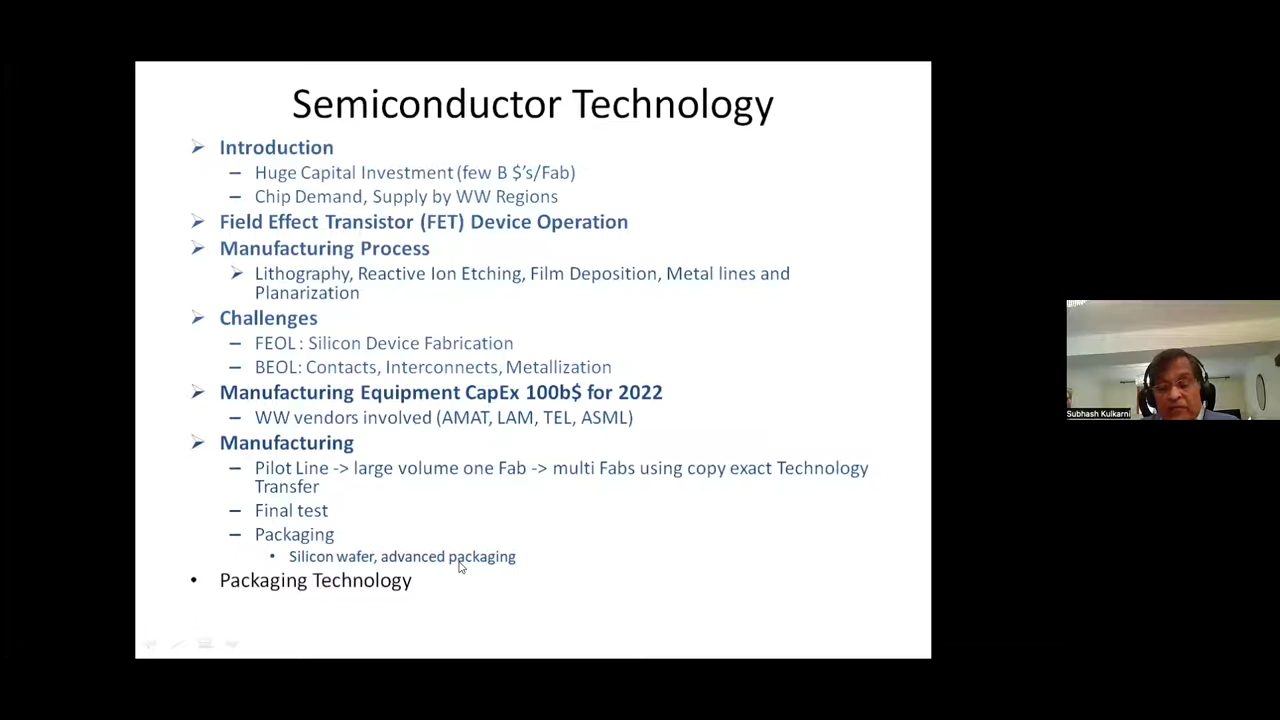 Semiconductor Technology
➢ Introduction
– Huge Capital Investment (few B $'s/Fab)
– Chip Demand, Supply by WW Regions
➢ Field Effect Transistor (FET) Device Operation
➢ Manufacturing Process
➢ Lithography, Reactive Ion Etching, Film Deposition, Metal lines and
Planarization
➢ Challenges
– FEOL : Silicon Device Fabrication
– BEOL: Contacts, Interconnects, Metallization
➢ Manufacturing Equipment CapEx 100b$ for 2022
– WW vendors involved (AMAT, LAM, TEL, ASML)
➢ Manufacturing
– Pilot Line -> large volume one Fab -> multi Fabs using copy exact Technology
Transfer
– Final test
– Packaging
• Silicon wafer, advanced packaging
• Packaging Technology
Subhash Kulkarni